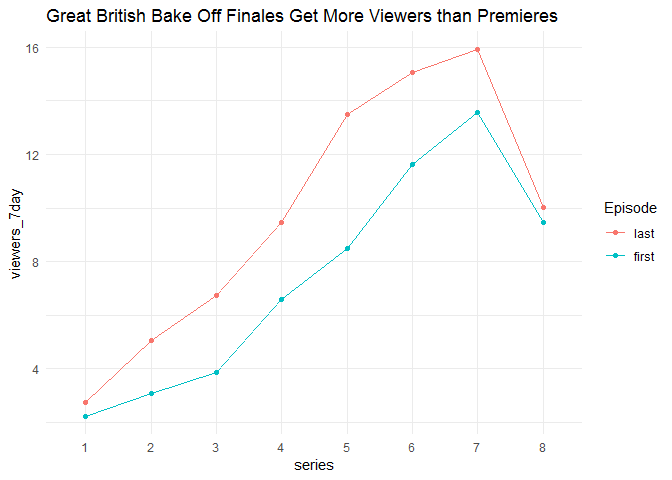 Great British Bake Off Finales Get More Viewers than Premieres
16
12
8
4
viewers_7day
1 2 3 4 5 6 7 8
series
Episode
last
first